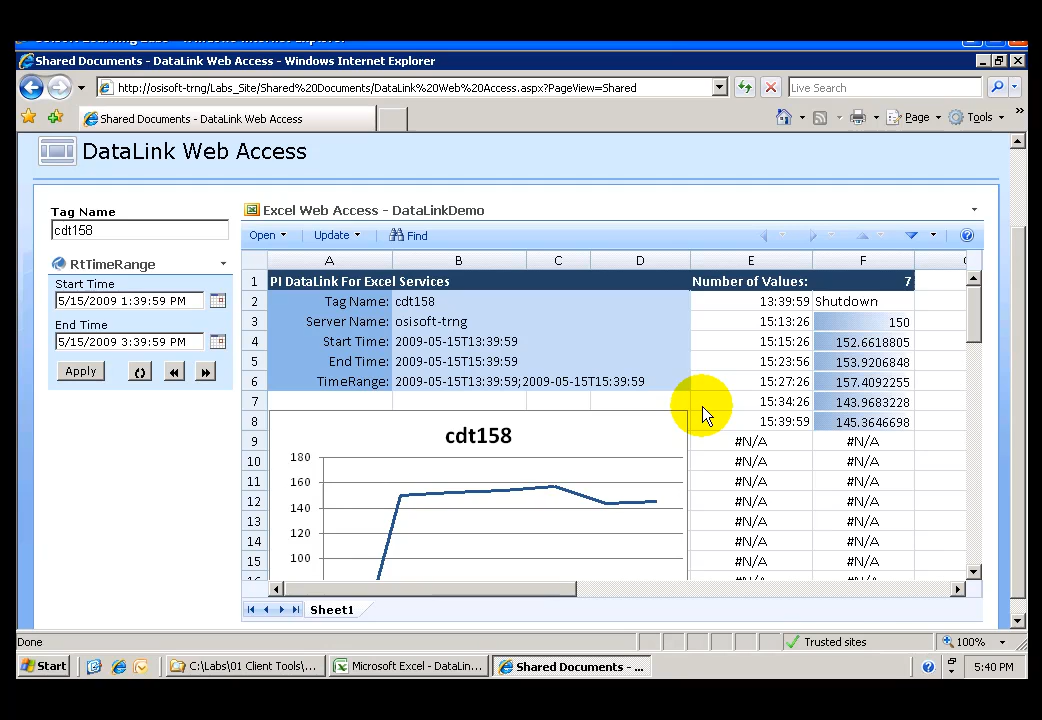 Shared Documents - DataLink Web Access - Windows Internet Explorer
http://osisoft-trng/Labs_Site/Shared%20Documents/DataLink%20Web%20Access.aspx?PageView=Shared
Live Search
Shared Documents - DataLink Web Access
Page
Tools
DataLink Web Access
Tag Name
cdt158
RtTimeRange
Start Time
5/15/2009 1:39:59 PM
End Time
5/15/2009 3:39:59 PM
Apply
Excel Web Access - DataLinkDemo
Open Update Find
A B C D E F
1 PI DataLink For Excel Services Number of Values: 7
2 Tag Name: cdt158 13:39:59 Shutdown
3 Server Name: osisoft-trng 15:13:26 150
4 Start Time: 2009-05-15T13:39:59 15:15:26 152.6618805
5 End Time: 2009-05-15T15:39:59 15:23:56 153.9206848
6 TimeRange: 2009-05-15T13:39:59;2009-05-15T15:39:59 15:27:26 157.4092255
7 15:34:26 143.9683228
8 15:39:59 145.3646698
9 #N/A #N/A
10 #N/A #N/A
11 #N/A #N/A
12 #N/A #N/A
13 #N/A #N/A
14 #N/A #N/A
15 #N/A #N/A
cdt158
180
160
140
120
100
Sheet1
Done
Trusted sites
100%
Start
C:\Labs\01 Client Tools\...
Microsoft Excel - DataLin...
Shared Documents - ...
5:40 PM